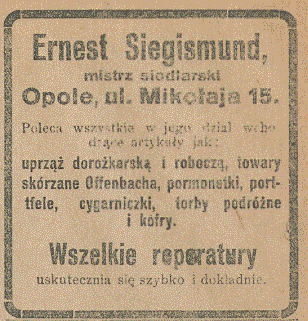 Ernest Siegismund,
mistrz siodlarski
Opole, ul. Mikołaja 15.
Poleca wszystkie w jego dział wcho
dzące artykuły jak:
uprząż dorożkarską i roboczą, towary
skórzane Offenbacha, pormonetki, port-
fele, cygarniczki, torby podróżne
i kofry.
Wszelkie reperatury
uskutecznia się szybko i dokładnie.